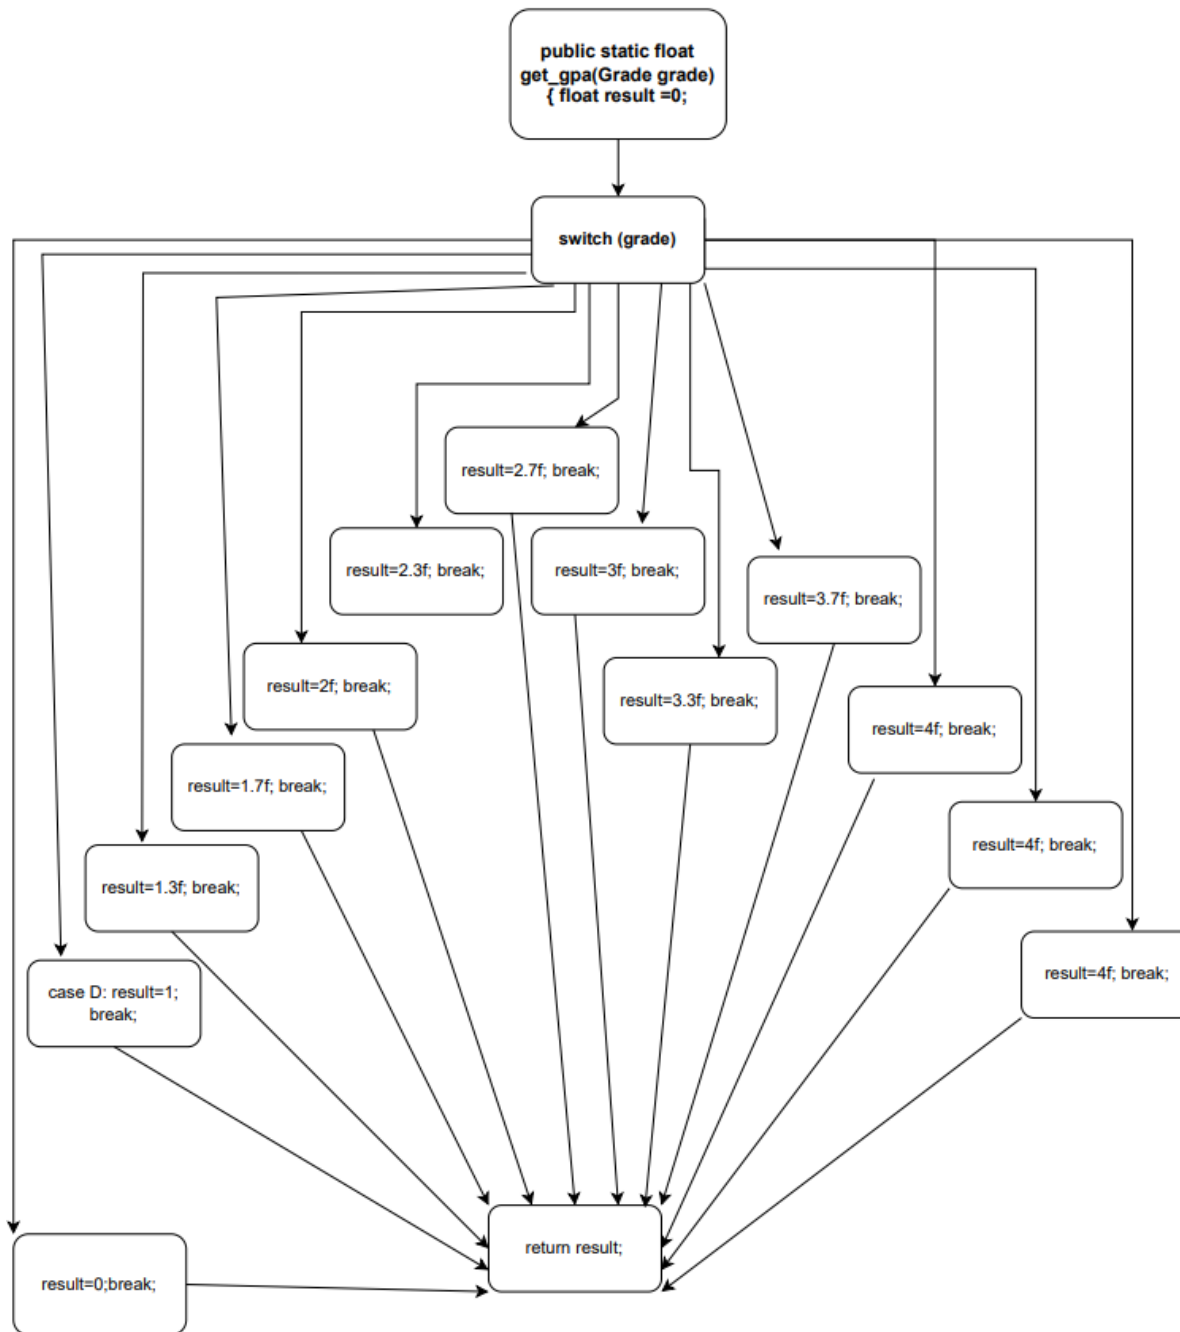 public static float
get_gpa(Grade grade)
{ float result =0;
switch (grade)
result=2.7f; break;
result=2.3f; break;
result=3f; break;
result=3.7f; break;
result=2f; break;
result=3.3f; break;
result=4f; break;
result=1.7f; break;
result=4f; break;
result=1.3f; break;
result=4f; break;
case D: result=1;
break;
return result;
result=0;break;